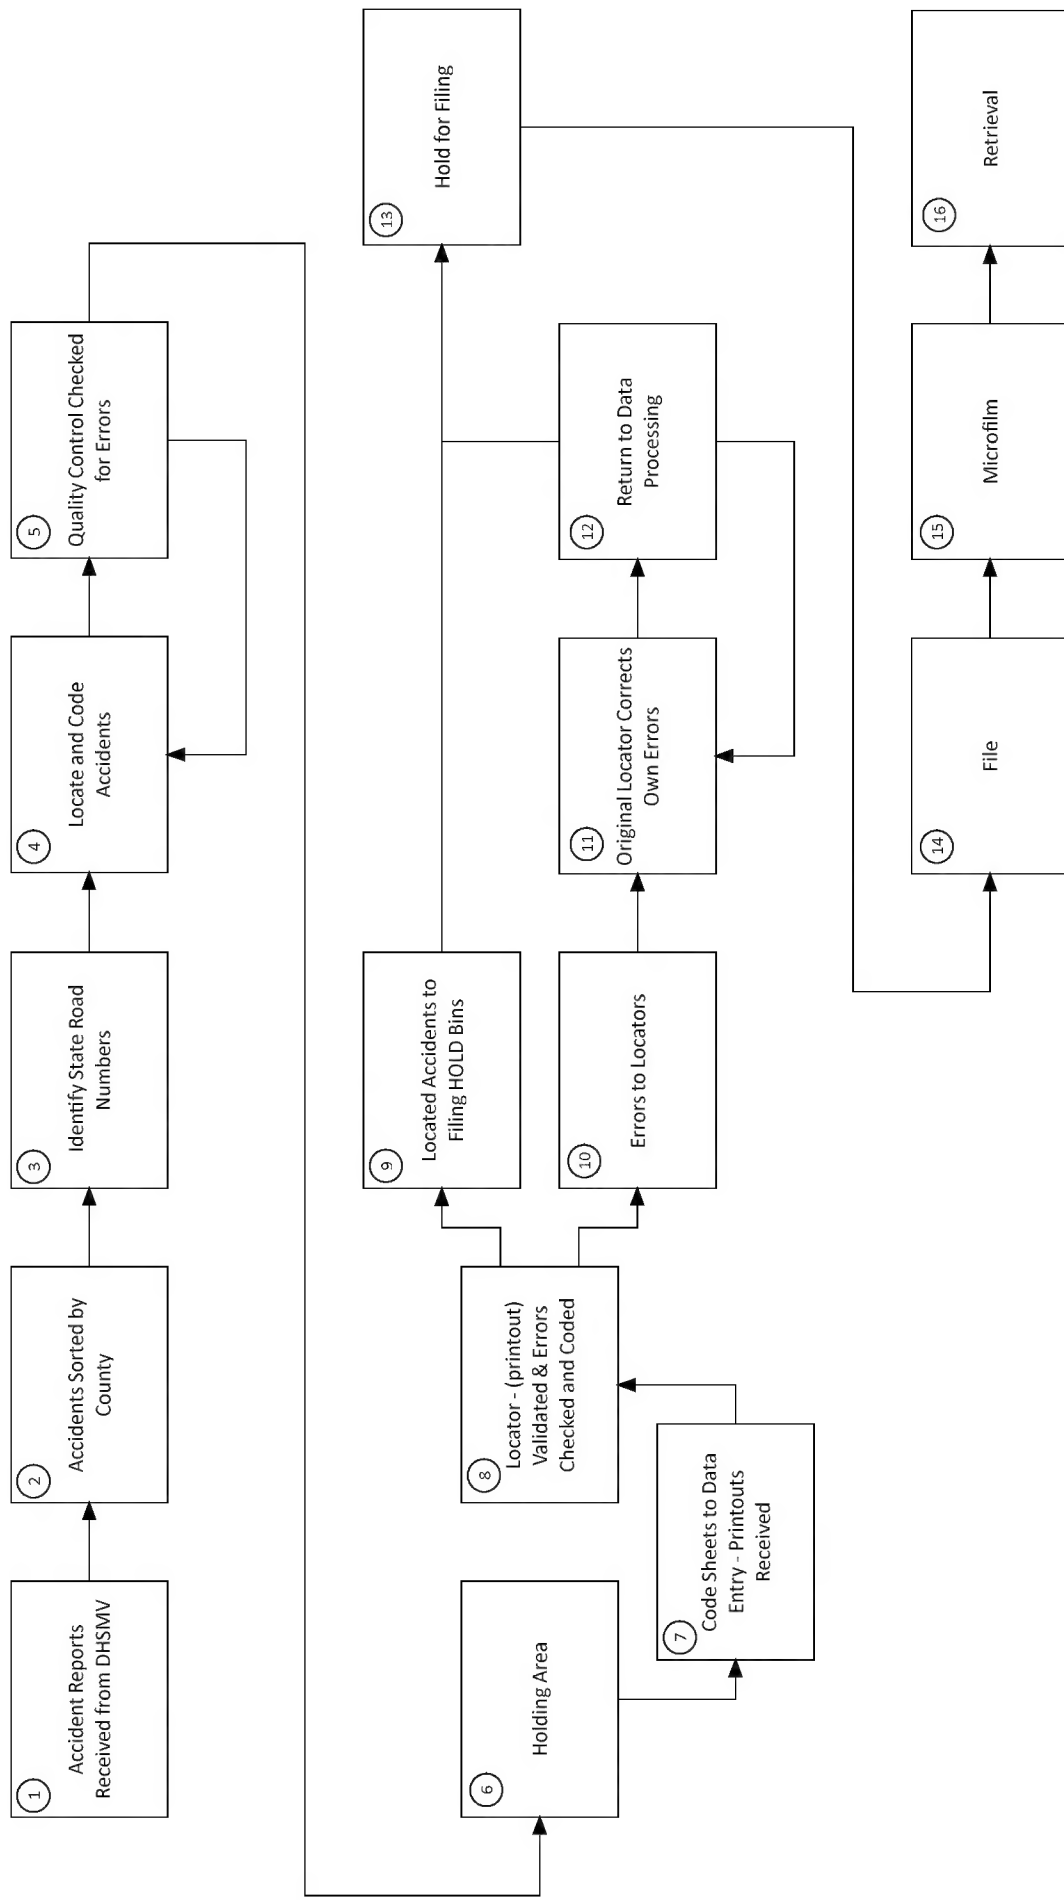 1
Accident Reports
Received from DHSMV
2
Accidents Sorted by
County
3
Identify State Road
Numbers
4
Locate and Code
Accidents
5
Quality Control Checked
for Errors
6
Holding Area
7
Code Sheets to Data
Entry - Printouts
Received
8
Locator - (printout)
Validated & Errors
Checked and Coded
9
Located Accidents to
Filing HOLD Bins
10
Errors to Locators
11
Original Locator Corrects
Own Errors
12
Return to Data
Processing
13
Hold for Filing
14
File
15
Microfilm
16
Retrieval